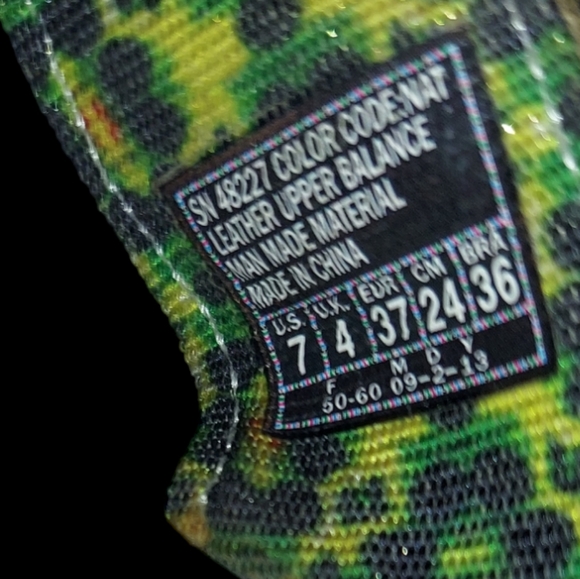 SN 48227 COLOR CODE:NAT
LEATHER UPPER BALANCE
MAN MADE MATERIAL
MADE IN CHINA
U.S. U.K. EUR CM BRA
7 4 37 24 36
F M D Y
50-60 09-2-13